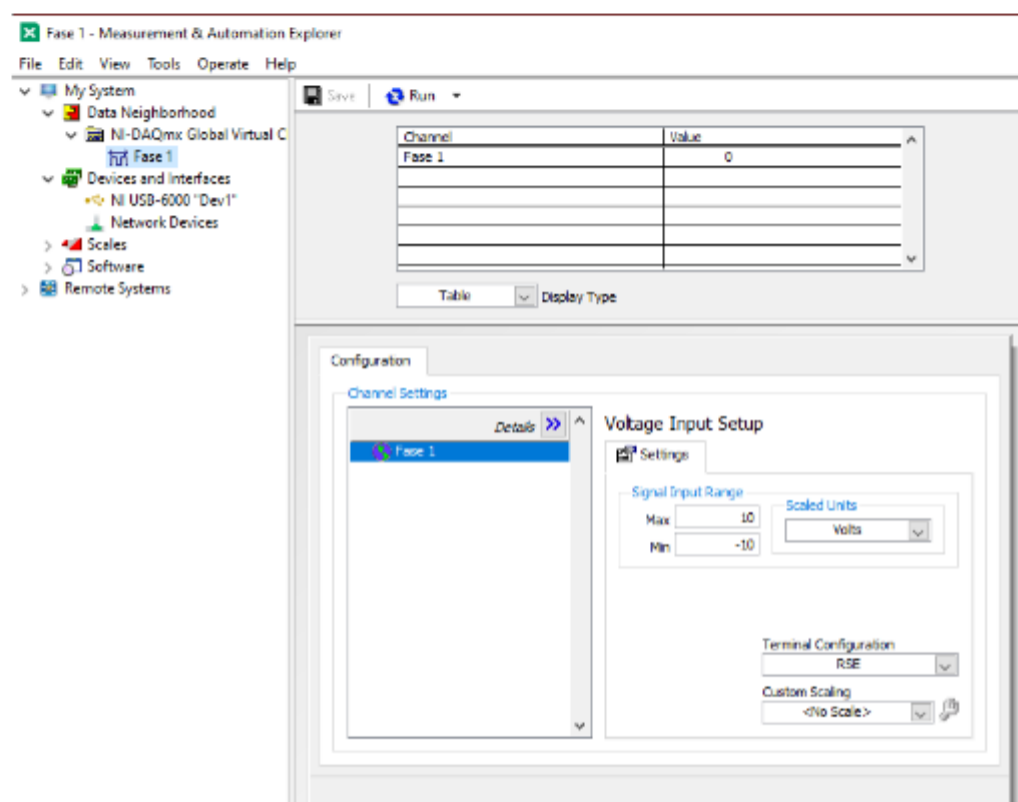 Fase 1 - Measurement & Automation Explorer
File Edit View Tools Operate Help
My System
Data Neighborhood
NI-DAQmx Global Virtual C
Fase 1
Devices and Interfaces
NI USB-6000 "Dev1"
Network Devices
Scales
Software
Remote Systems
Save Run
Channel Value
Fase 1 0
Table Display Type
Configuration
Channel Settings
Details
Fase 1
Voltage Input Setup
Settings
Signal Input Range
Max 10
Min -10
Scaled Units
Volts
Terminal Configuration
RSE
Custom Scaling
<No Scale>